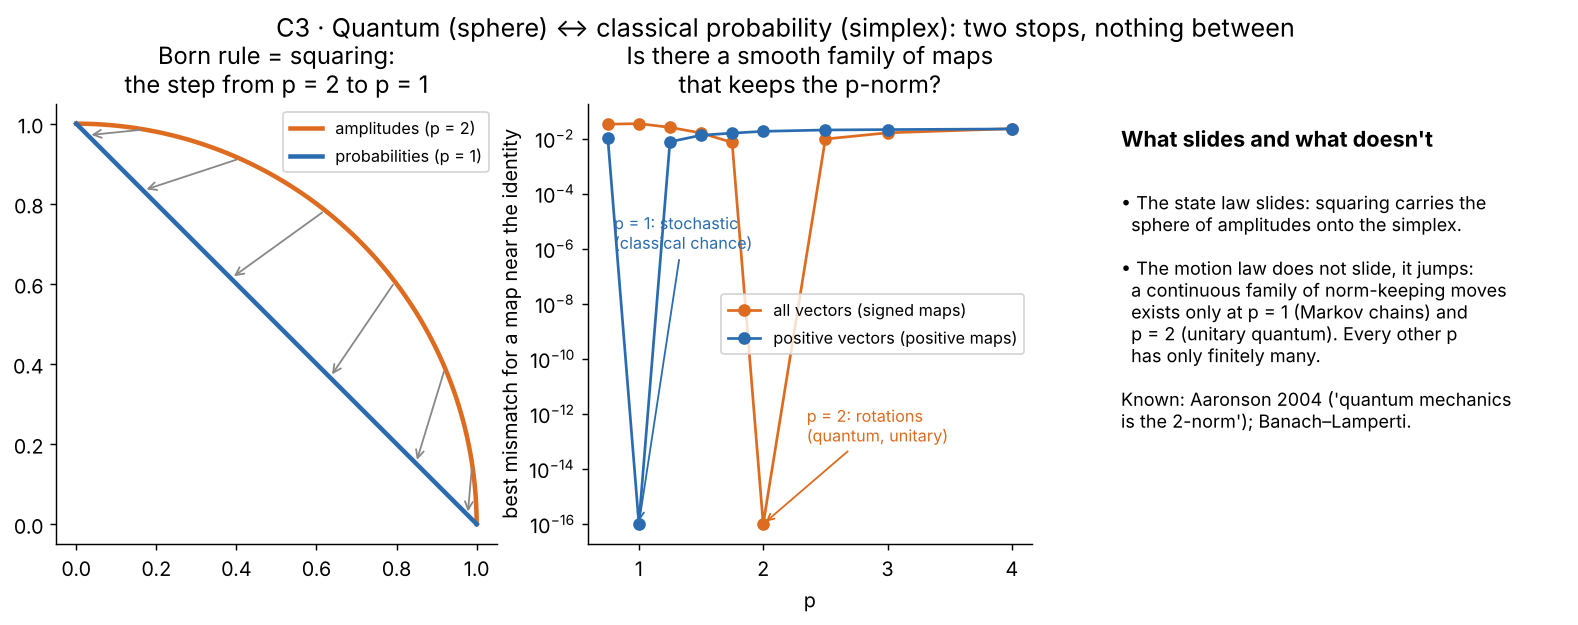 C3 · Quantum (sphere) ↔ classical probability (simplex): two stops, nothing between
Born rule = squaring:
the step from p = 2 to p = 1
amplitudes (p = 2)
probabilities (p = 1)
1.0
0.8
0.6
0.4
0.2
0.0
0.0 0.2 0.4 0.6 0.8 1.0
Is there a smooth family of maps
that keeps the p-norm?
best mismatch for a map near the identity
10⁻²
10⁻⁴
10⁻⁶
10⁻⁸
10⁻¹⁰
10⁻¹²
10⁻¹⁴
10⁻¹⁶
p = 1: stochastic
(classical chance)
all vectors (signed maps)
positive vectors (positive maps)
p = 2: rotations
(quantum, unitary)
1 2 3 4
p
What slides and what doesn't
• The state law slides: squaring carries the
sphere of amplitudes onto the simplex.
• The motion law does not slide, it jumps:
a continuous family of norm-keeping moves
exists only at p = 1 (Markov chains) and
p = 2 (unitary quantum). Every other p
has only finitely many.
Known: Aaronson 2004 ('quantum mechanics
is the 2-norm'); Banach–Lamperti.